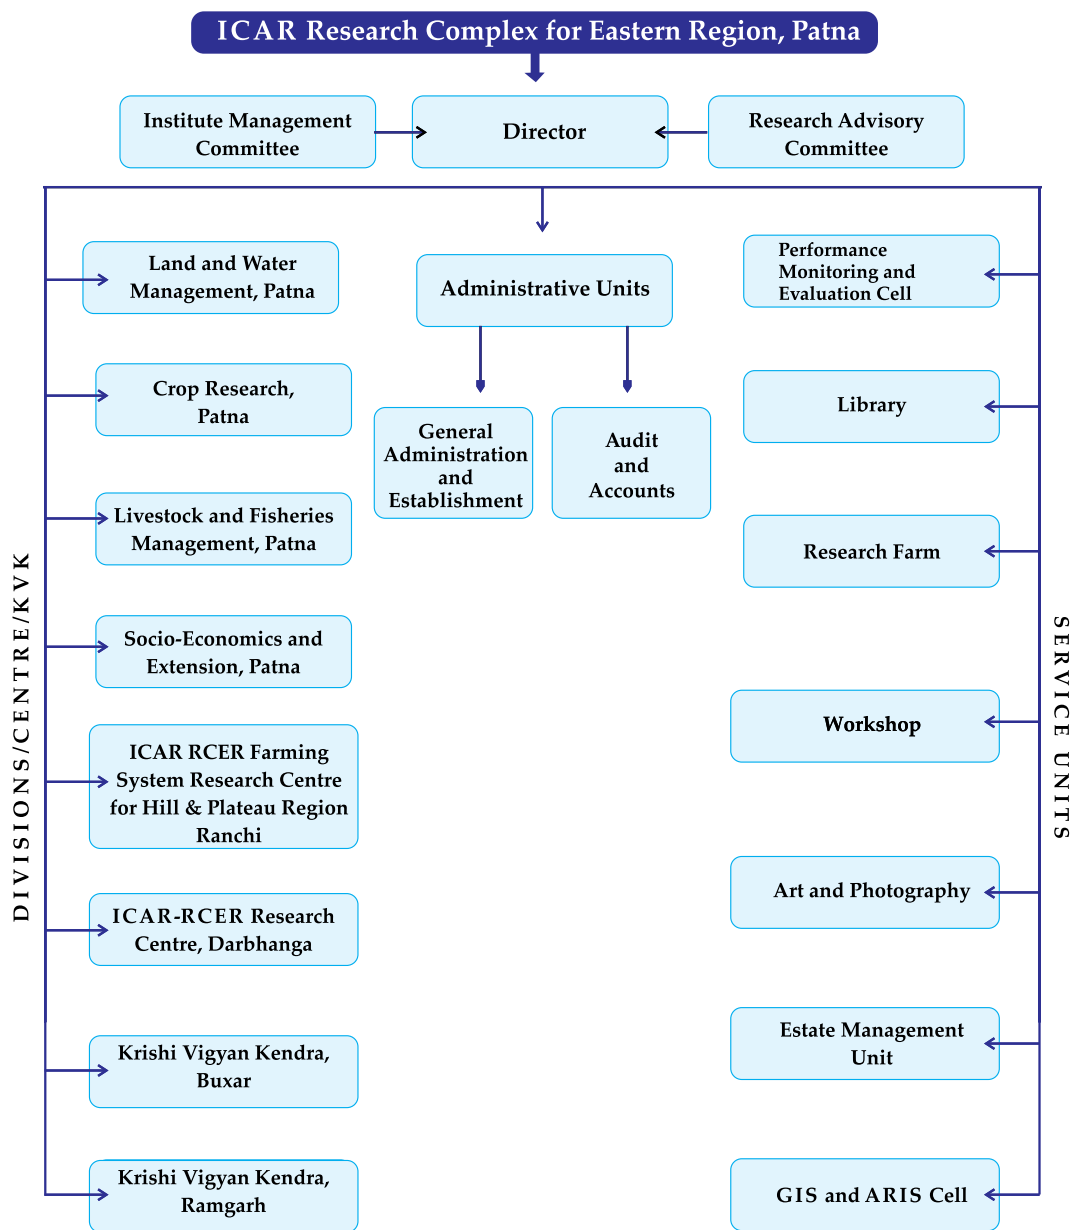 ICAR Research Complex for Eastern Region, Patna
Institute Management
Committee
Director
Research Advisory
Committee
DIVISIONS/CENTRE/KVK
Land and Water
Management, Patna
Crop Research,
Patna
Livestock and Fisheries
Management, Patna
Socio-Economics and
Extension, Patna
ICAR RCER Farming
System Research Centre
for Hill & Plateau Region
Ranchi
ICAR-RCER Research
Centre, Darbhanga
Krishi Vigyan Kendra,
Buxar
Krishi Vigyan Kendra,
Ramgarh
Administrative Units
General
Administration
and
Establishment
Audit
and
Accounts
Performance
Monitoring and
Evaluation Cell
Library
Research Farm
Workshop
Art and Photography
Estate Management
Unit
GIS and ARIS Cell
SERVICE UNITS